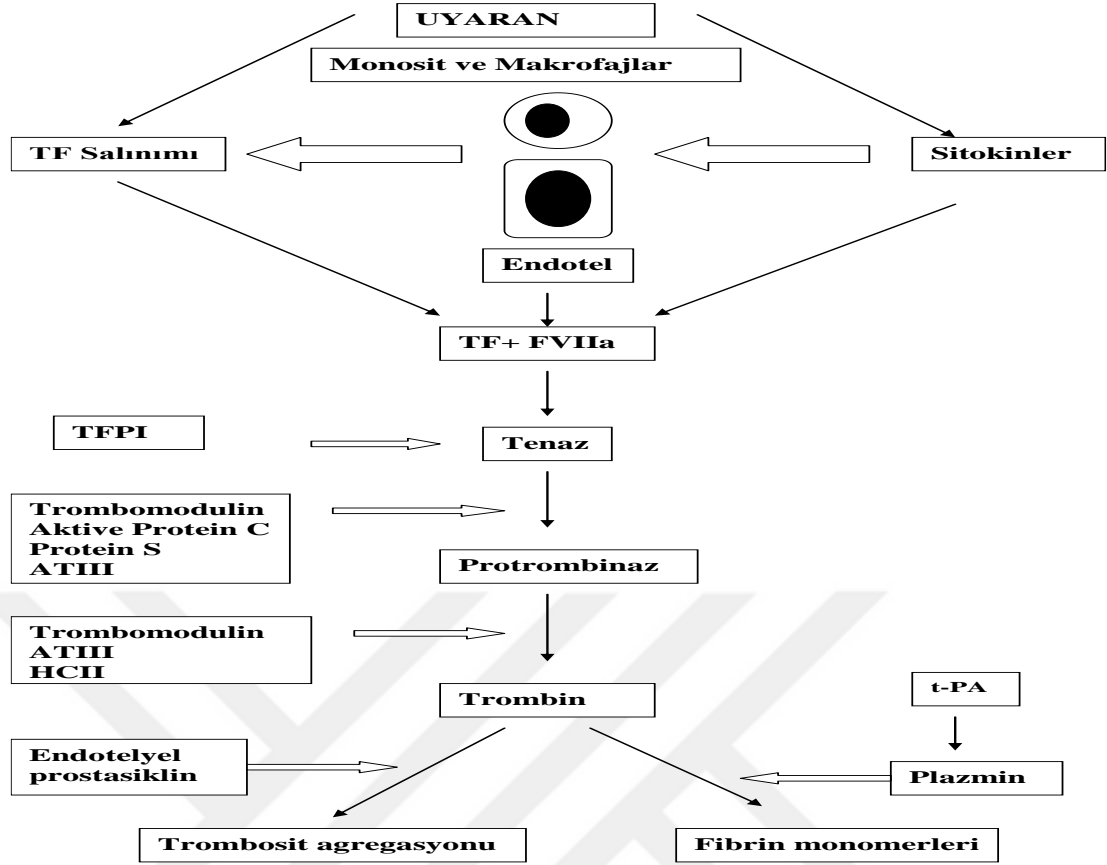 UYARAN
Monosit ve Makrofajlar
TF Salınımı
Sitokinler
Endotel
TF+ FVIIa
TFPI
Tenaz
Trombomodulin
Aktive Protein C
Protein S
ATIII
Protrombinaz
Trombomodulin
ATIII
HCII
Trombin
t-PA
Endotelyel
prostasiklin
Plazmin
Trombosit agregasyonu
Fibrin monomerleri